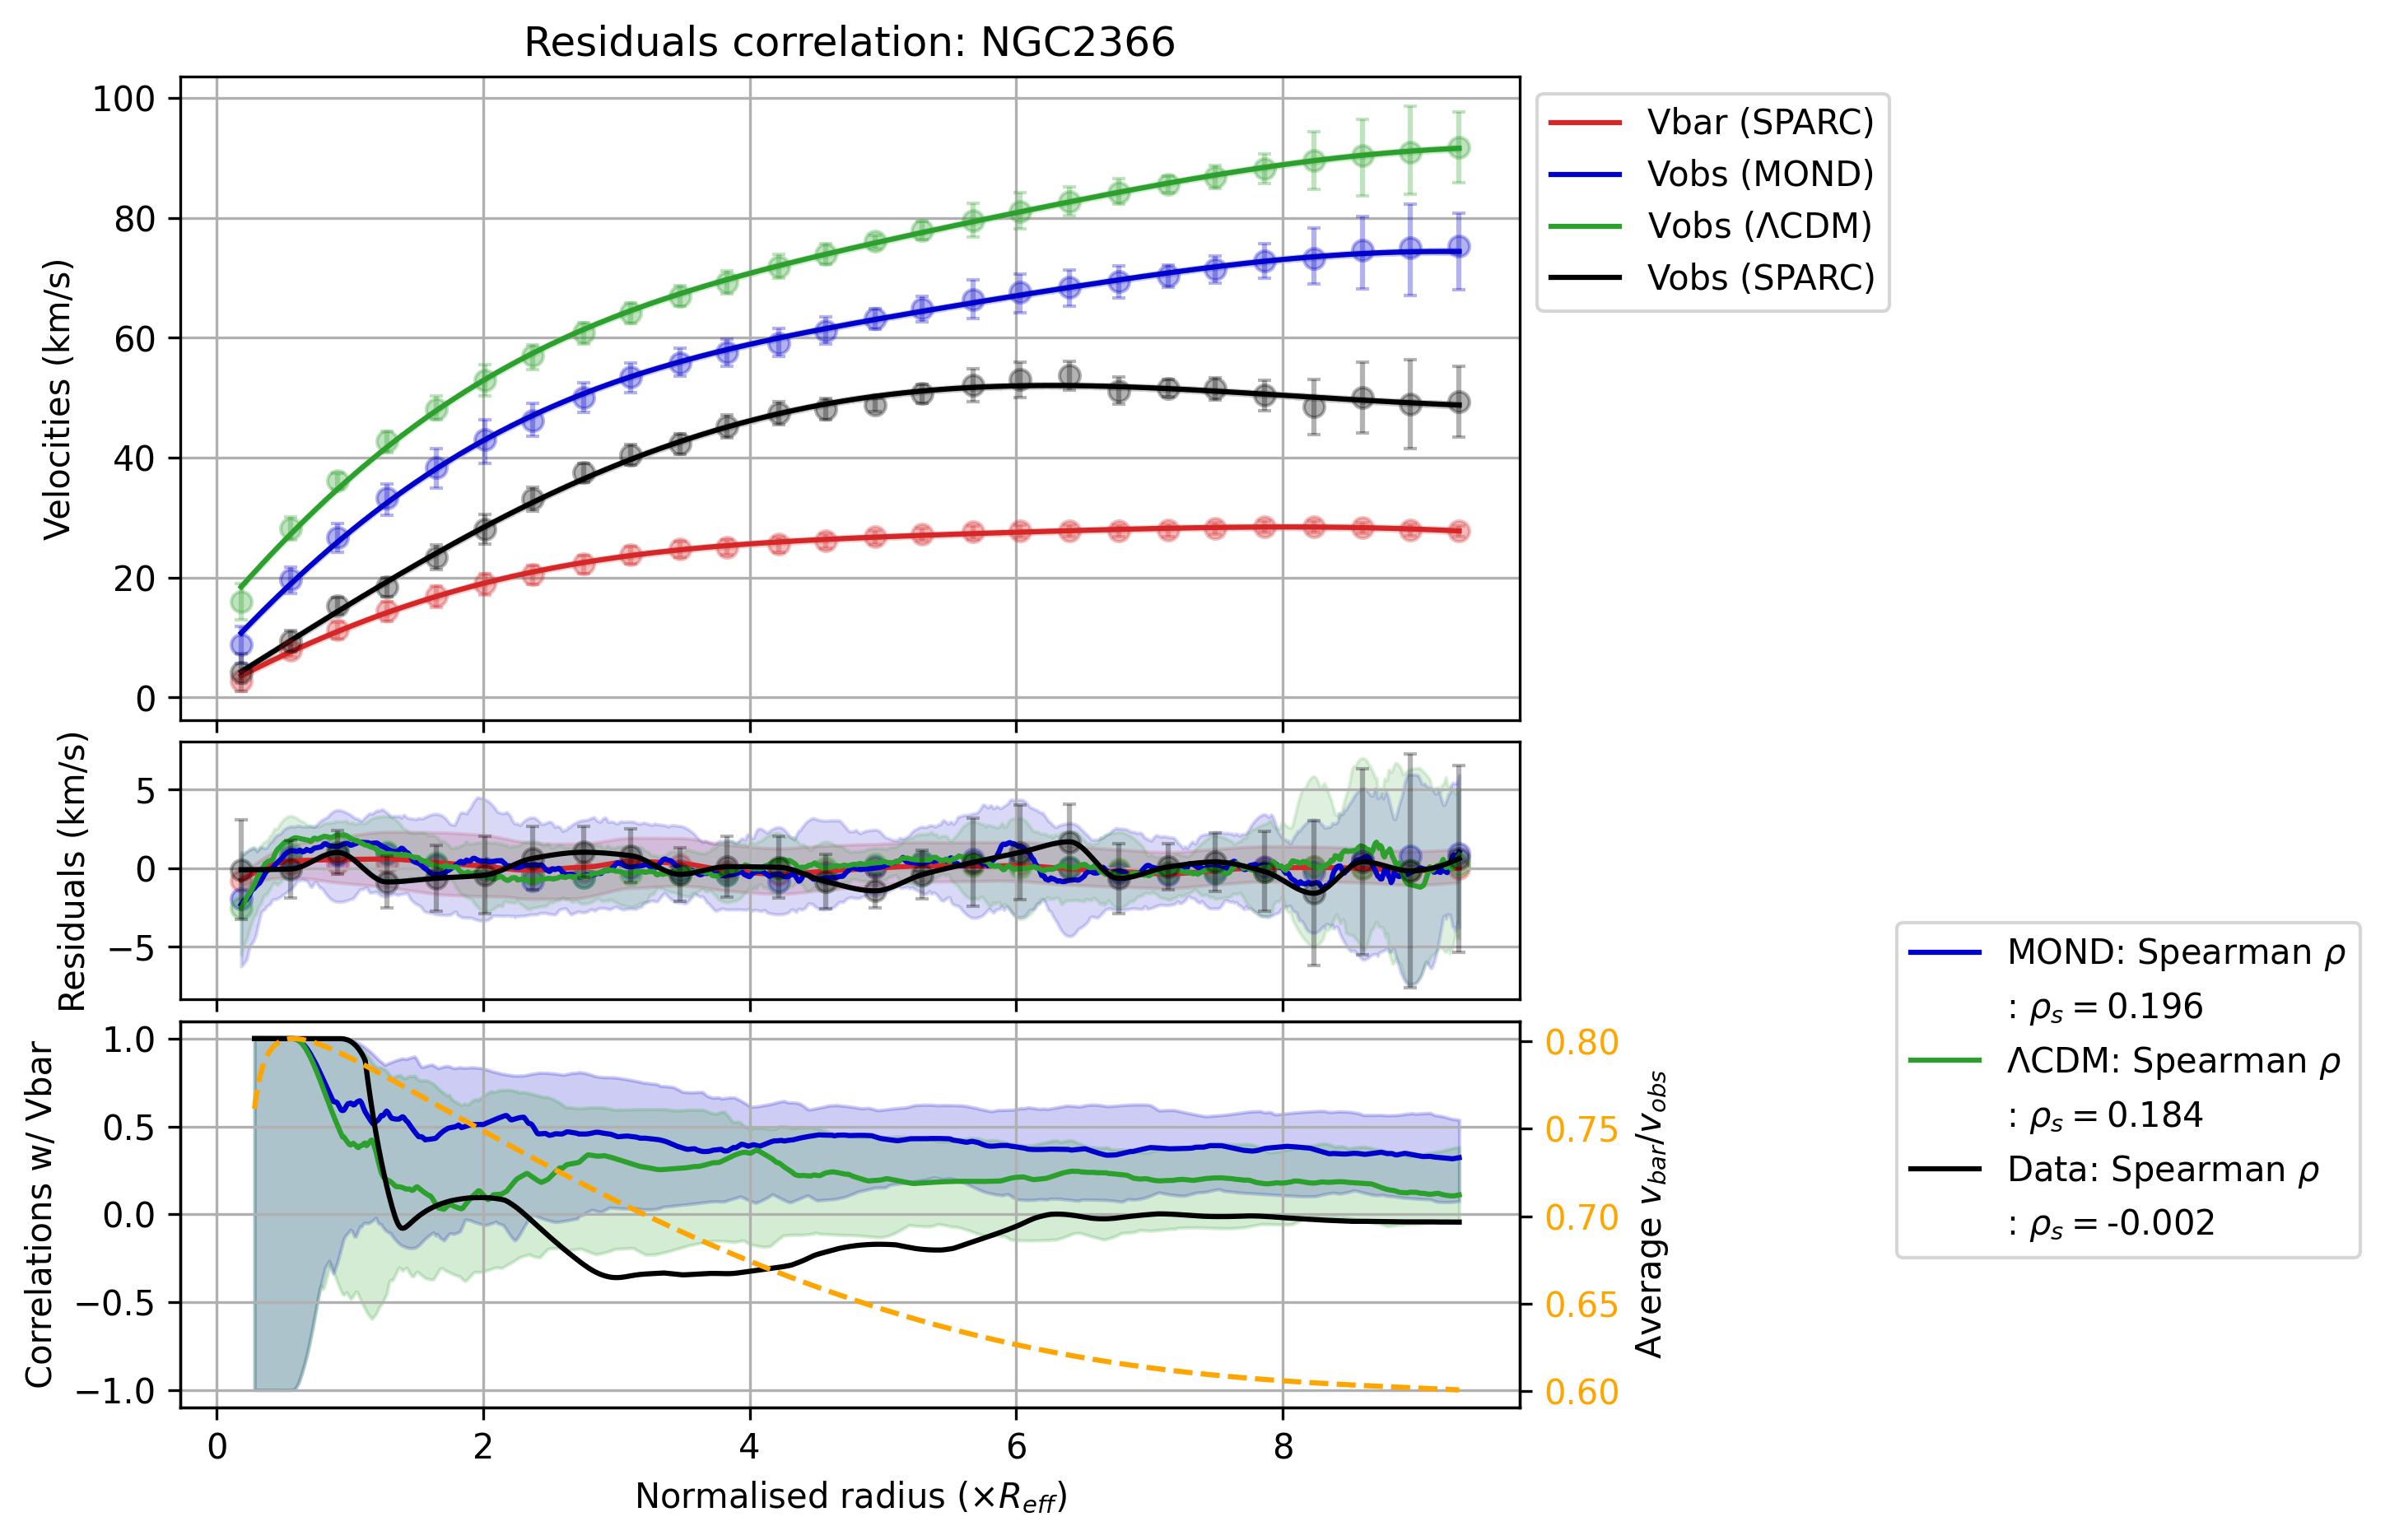 Residuals correlation: NGC2366
100
80
60
40
20
0
Velocities (km/s)
Vbar (SPARC)
Vobs (MOND)
Vobs (ΛCDM)
Vobs (SPARC)
5
0
−5
Residuals (km/s)
1.0
0.5
0.0
−0.5
−1.0
Correlations w/ Vbar
0.80
0.75
0.70
0.65
0.60
Average v_bar/v_obs
MOND: Spearman ρ
: ρ_s = 0.196
ΛCDM: Spearman ρ
: ρ_s = 0.184
Data: Spearman ρ
: ρ_s = -0.002
0 2 4 6 8
Normalised radius (×R_eff)